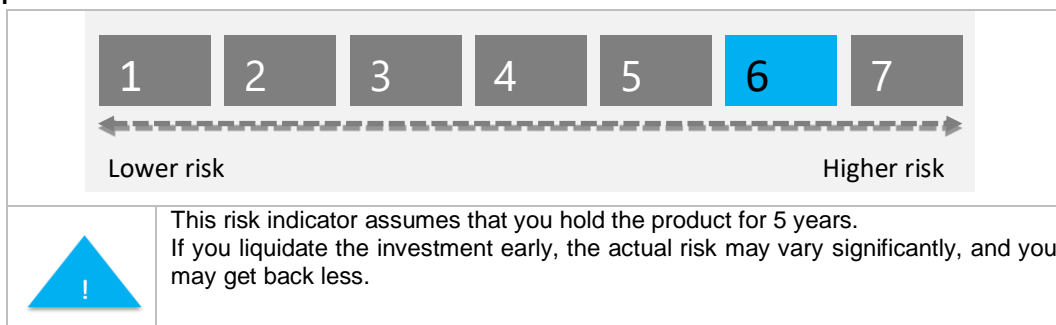 1 2 3 4 5 6 7
Lower risk Higher risk
This risk indicator assumes that you hold the product for 5 years.
If you liquidate the investment early, the actual risk may vary significantly, and you
may get back less.
!